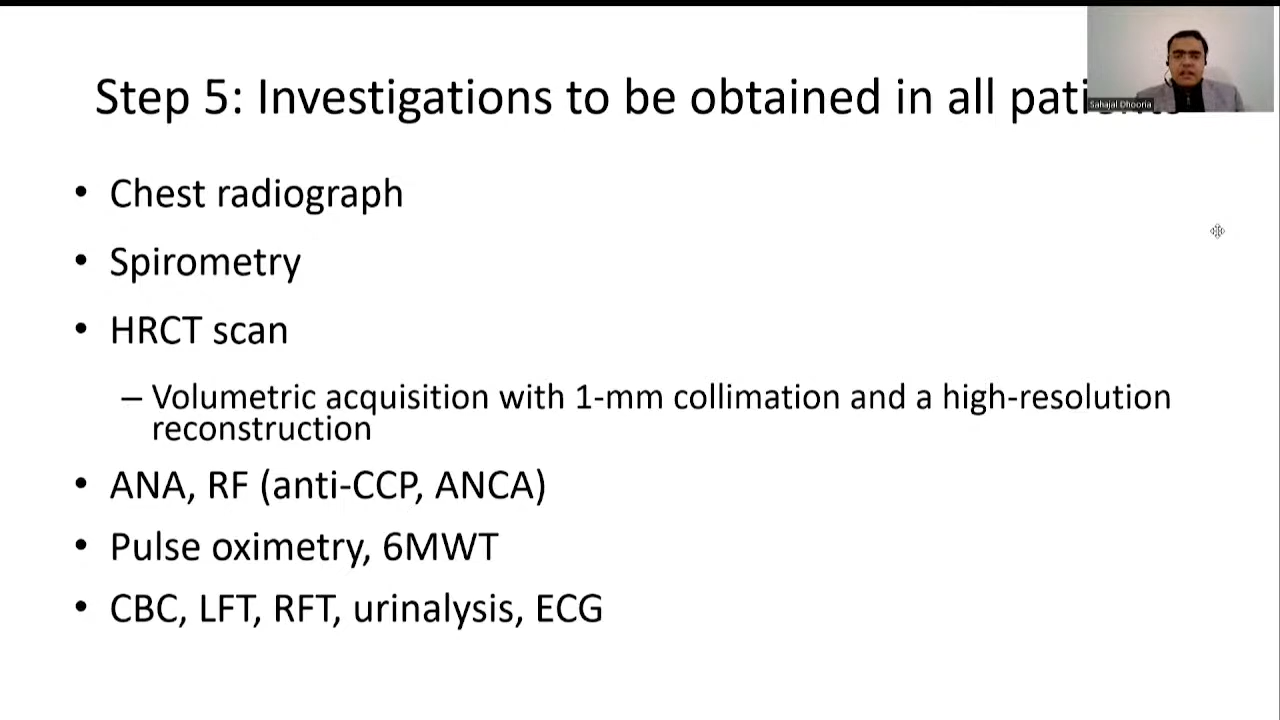 Step 5: Investigations to be obtained in all
Sahajal Dhooria
• Chest radiograph
• Spirometry
• HRCT scan
– Volumetric acquisition with 1-mm collimation and a high-resolution
reconstruction
• ANA, RF (anti-CCP, ANCA)
• Pulse oximetry, 6MWT
• CBC, LFT, RFT, urinalysis, ECG